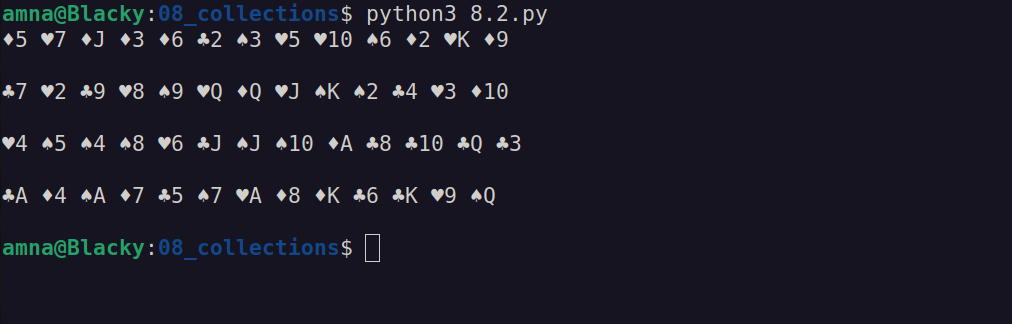 amna@Blacky:08_collections$ python3 8.2.py
♦5 ♥7 ♦J ♦3 ♦6 ♣2 ♠3 ♥5 ♥10 ♠6 ♦2 ♥K ♦9
♣7 ♥2 ♣9 ♥8 ♠9 ♥Q ♦Q ♥J ♠K ♠2 ♣4 ♥3 ♦10
♥4 ♠5 ♠4 ♠8 ♥6 ♣J ♠J ♠10 ♦A ♣8 ♣10 ♣Q ♣3
♣A ♦4 ♠A ♦7 ♣5 ♠7 ♥A ♦8 ♦K ♣6 ♣K ♥9 ♠Q
amna@Blacky:08_collections$